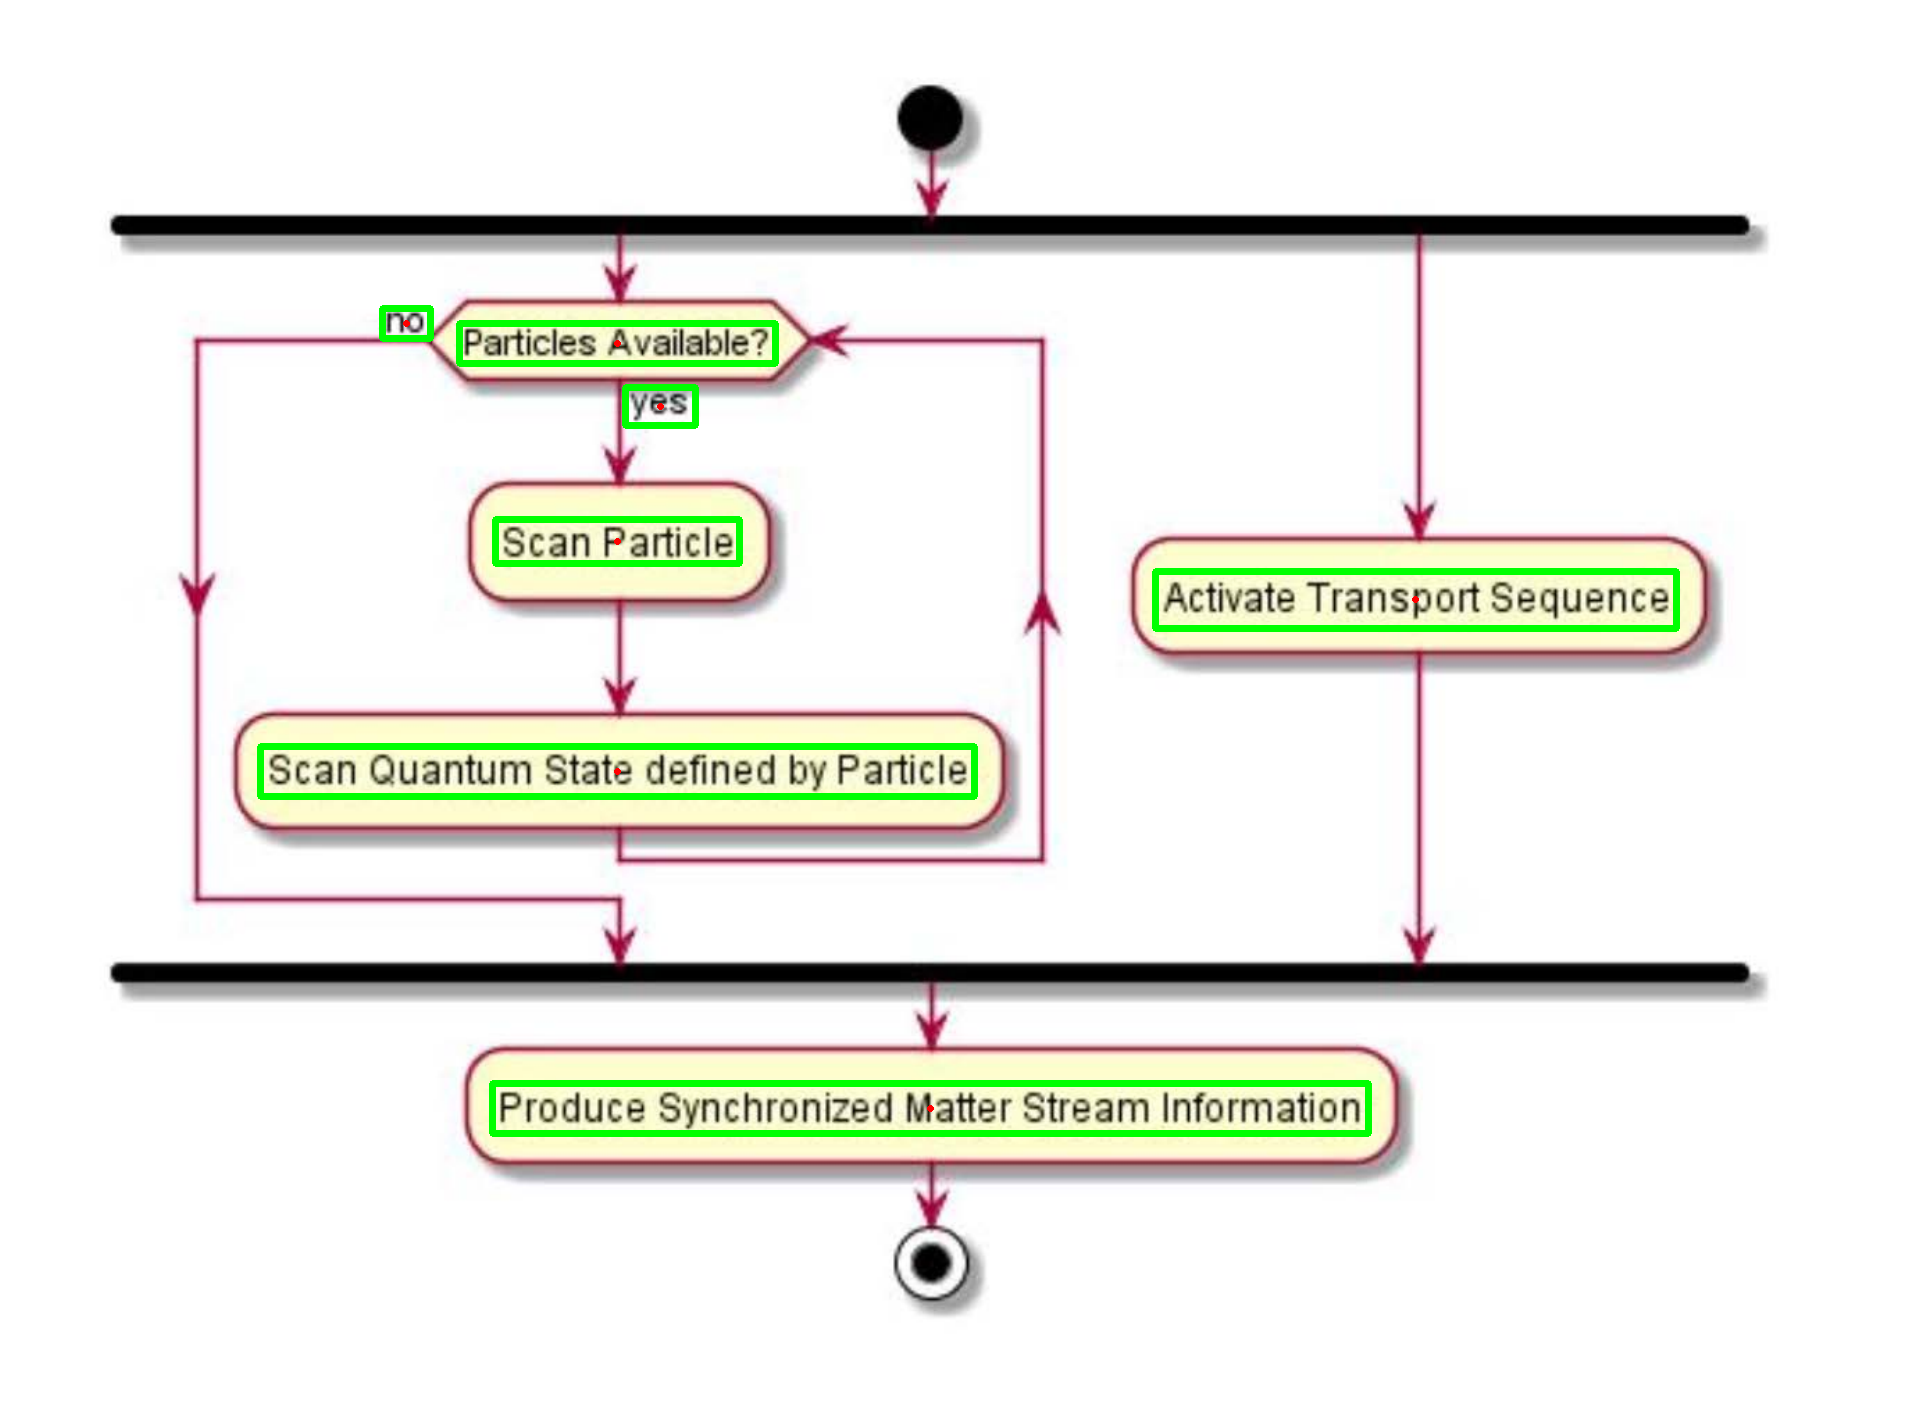 no
Particles Available?
yes
Scan Particle
Activate Transport Sequence
Scan Quantum State defined by Particle
Produce Synchronized Matter Stream Information